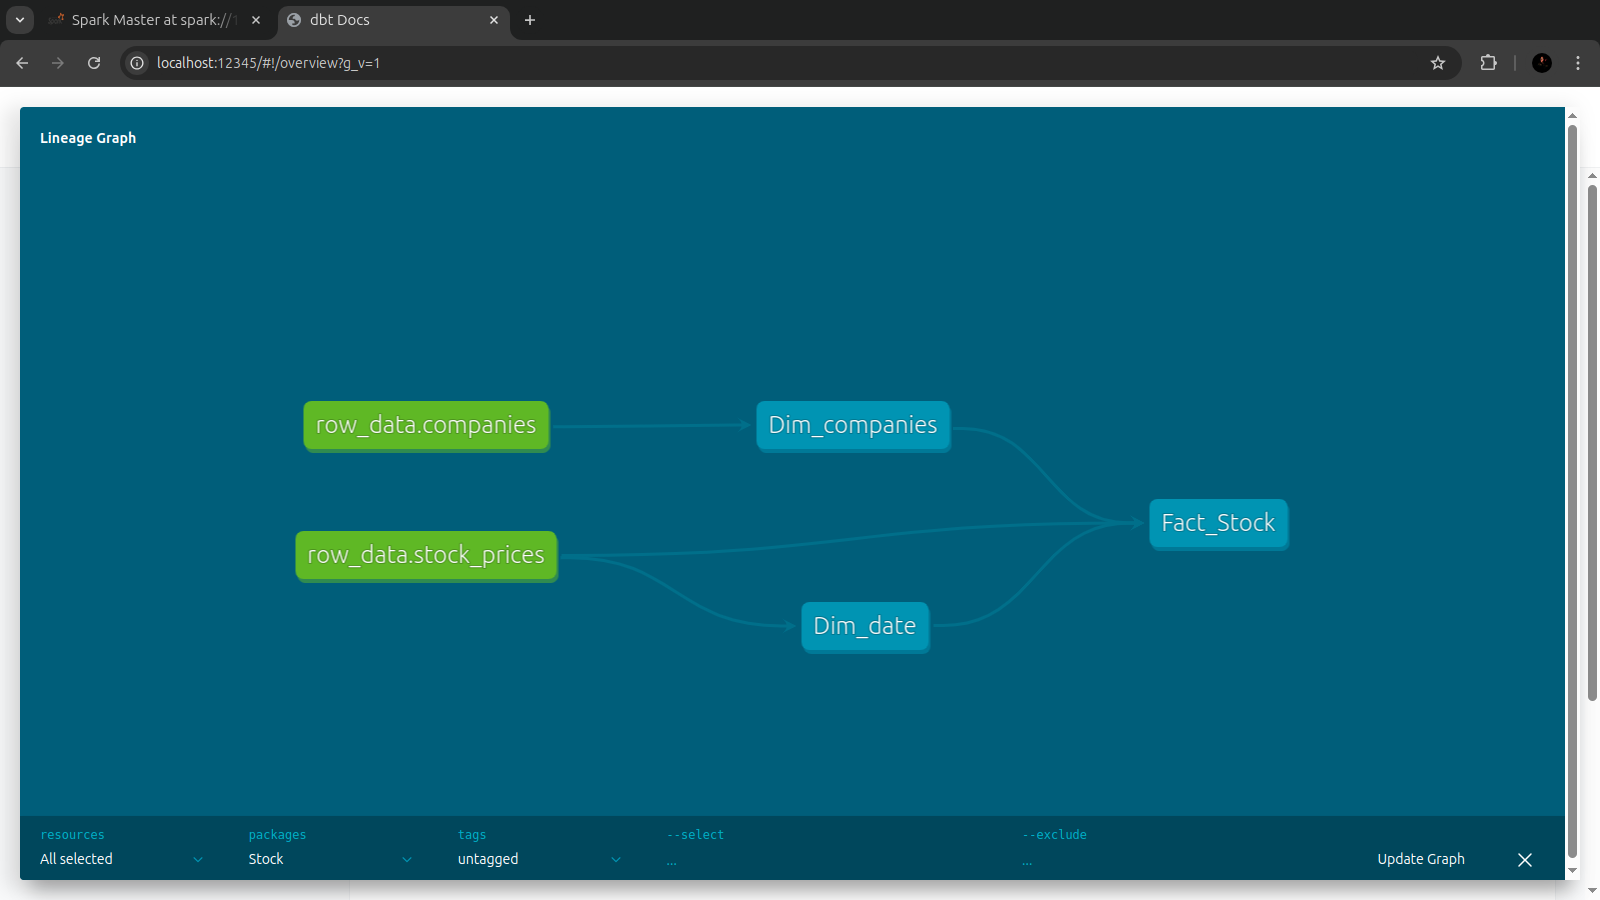 Spark Master at spark://
dbt Docs
localhost:12345/#!/overview?g_v=1
Lineage Graph
row_data.companies
Dim_companies
Fact_Stock
row_data.stock_prices
Dim_date
resources
packages
tags
--select
--exclude
All selected
Stock
untagged
...
...
Update Graph